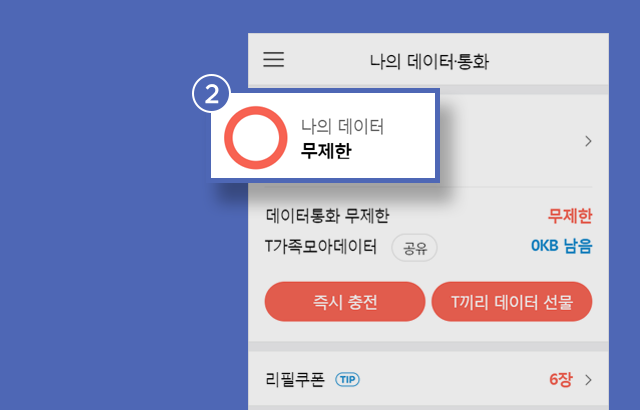 나의 데이터·통화
2
나의 데이터
무제한
데이터통화 무제한 무제한
T가족모아데이터 공유 0KB 남음
즉시 충전 T끼리 데이터 선물
리필쿠폰 TIP 6장